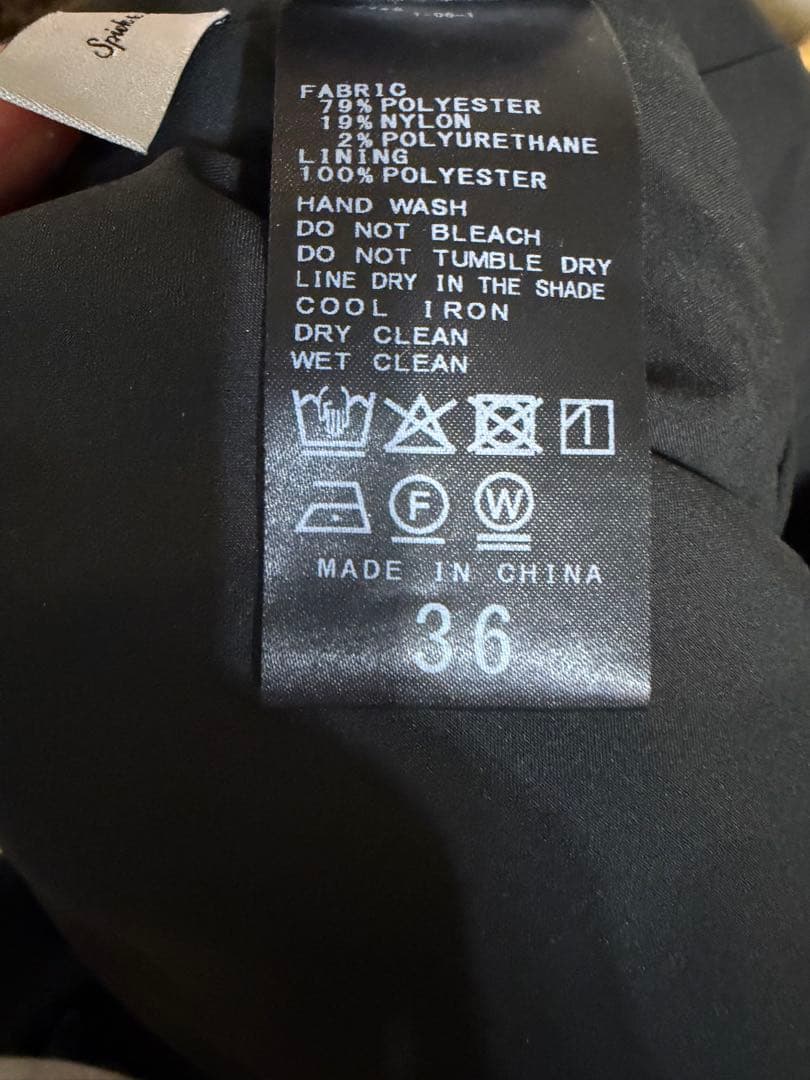 FABRIC
79% POLYESTER
19% NYLON
2% POLYURETHANE
LINING
100% POLYESTER
HAND WASH
DO NOT BLEACH
DO NOT TUMBLE DRY
LINE DRY IN THE SHADE
COOL IRON
DRY CLEAN
WET CLEAN
F W
MADE IN CHINA
36